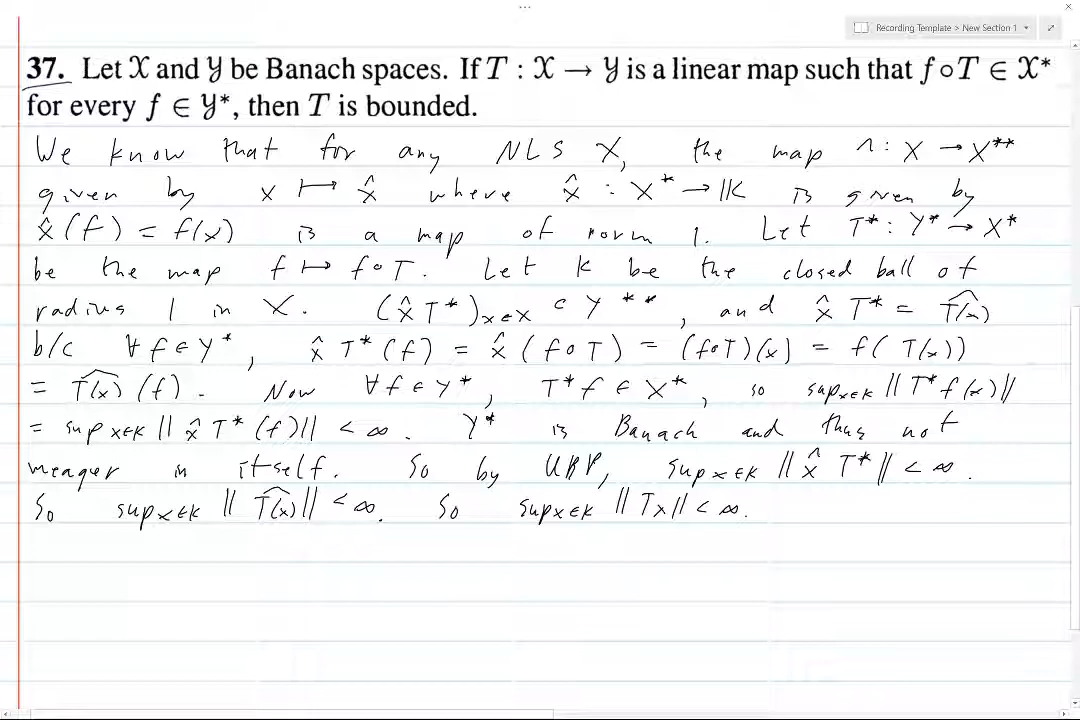 Recording Template > New Section 1
37. Let X and Y be Banach spaces. If T : X → Y is a linear map such that f∘T ∈ X*
for every f ∈ Y*, then T is bounded.
We know that for any NLS X, the map ^: X → X**
given by x ↦ x̂ where x̂ : X* → K is given by
x̂(f) = f(x) is a map of norm 1. Let T* : Y* → X*
be the map f ↦ f∘T. Let K be the closed ball of
radius 1 in X. (x̂ T*)x∈X ⊂ Y**, and x̂ T* = T(x)^
b/c ∀ f ∈ Y*, x̂ T*(f) = x̂(f∘T) = (f∘T)(x) = f(T(x))
= T(x)^ (f). Now ∀ f ∈ Y*, T*f ∈ X*, so supx∈K ||T*f(x)||
= supx∈K ||x̂ T*(f)|| < ∞. Y* is Banach and thus not
meager in itself. So by UBP, supx∈K ||x̂ T*|| < ∞.
So supx∈K ||T(x)^|| < ∞. So supx∈K ||Tx|| < ∞.